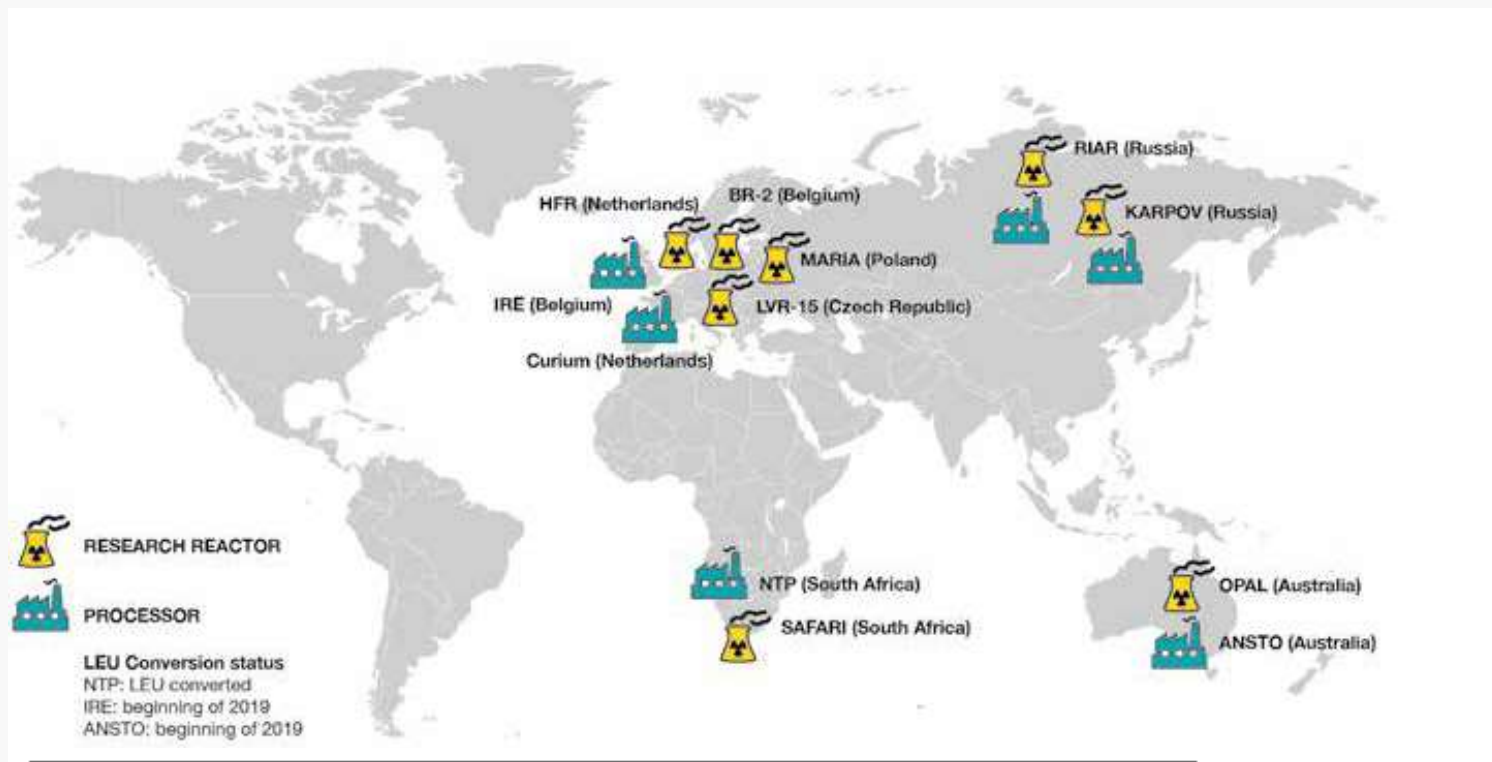 RIAR (Russia)
BR-2 (Belgium)
HFR (Netherlands)
KARPOV (Russia)
MARIA (Poland)
IRE (Belgium)
LVR-15 (Czech Republic)
Curium (Netherlands)
RESEARCH REACTOR
NTP (South Africa)
OPAL (Australia)
PROCESSOR
SAFARI (South Africa)
ANSTO (Australia)
LEU Conversion status
NTP: LEU converted
IRE: beginning of 2019
ANSTO: beginning of 2019